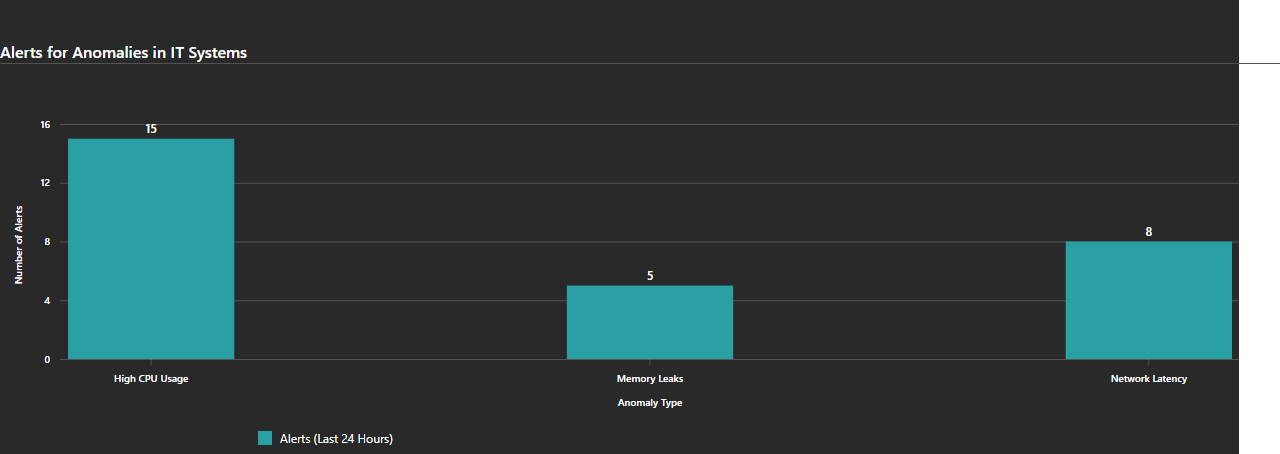 Alerts for Anomalies in IT Systems
16
15
12
Number of Alerts
8
8
5
4
0
High CPU Usage
Memory Leaks
Network Latency
Anomaly Type
Alerts (Last 24 Hours)